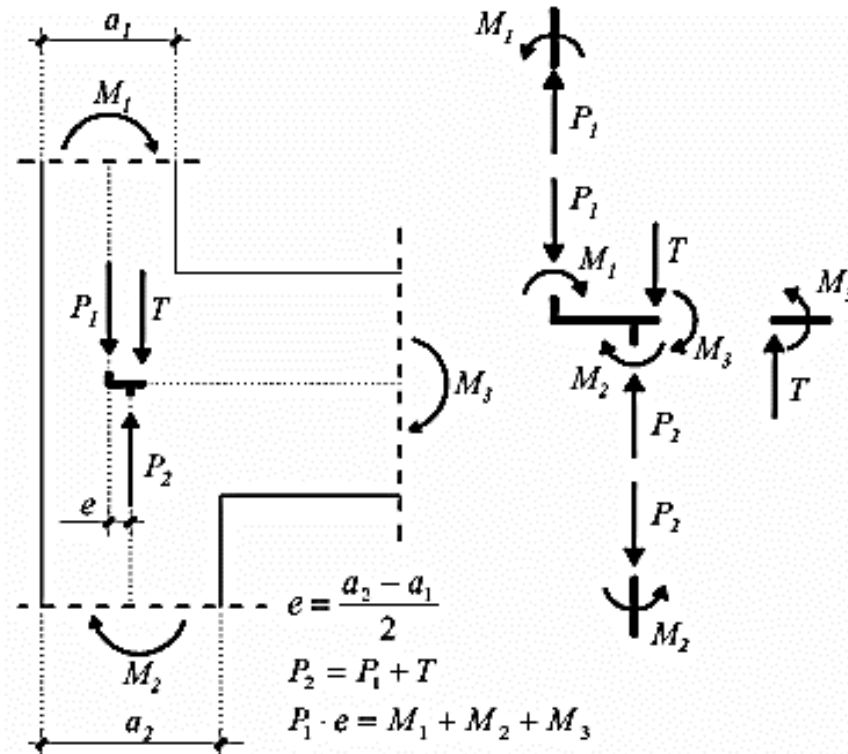 a₁
M₁
M₁
P₁
P₁
M₁
T
P₁
T
M₃
M₃
M₃
M₂
T
P₂
P₂
e
P₂
e = (a₂ − a₁)/2
M₂
M₂
P₂ = P₁ + T
a₂
P₁ · e = M₁ + M₂ + M₃